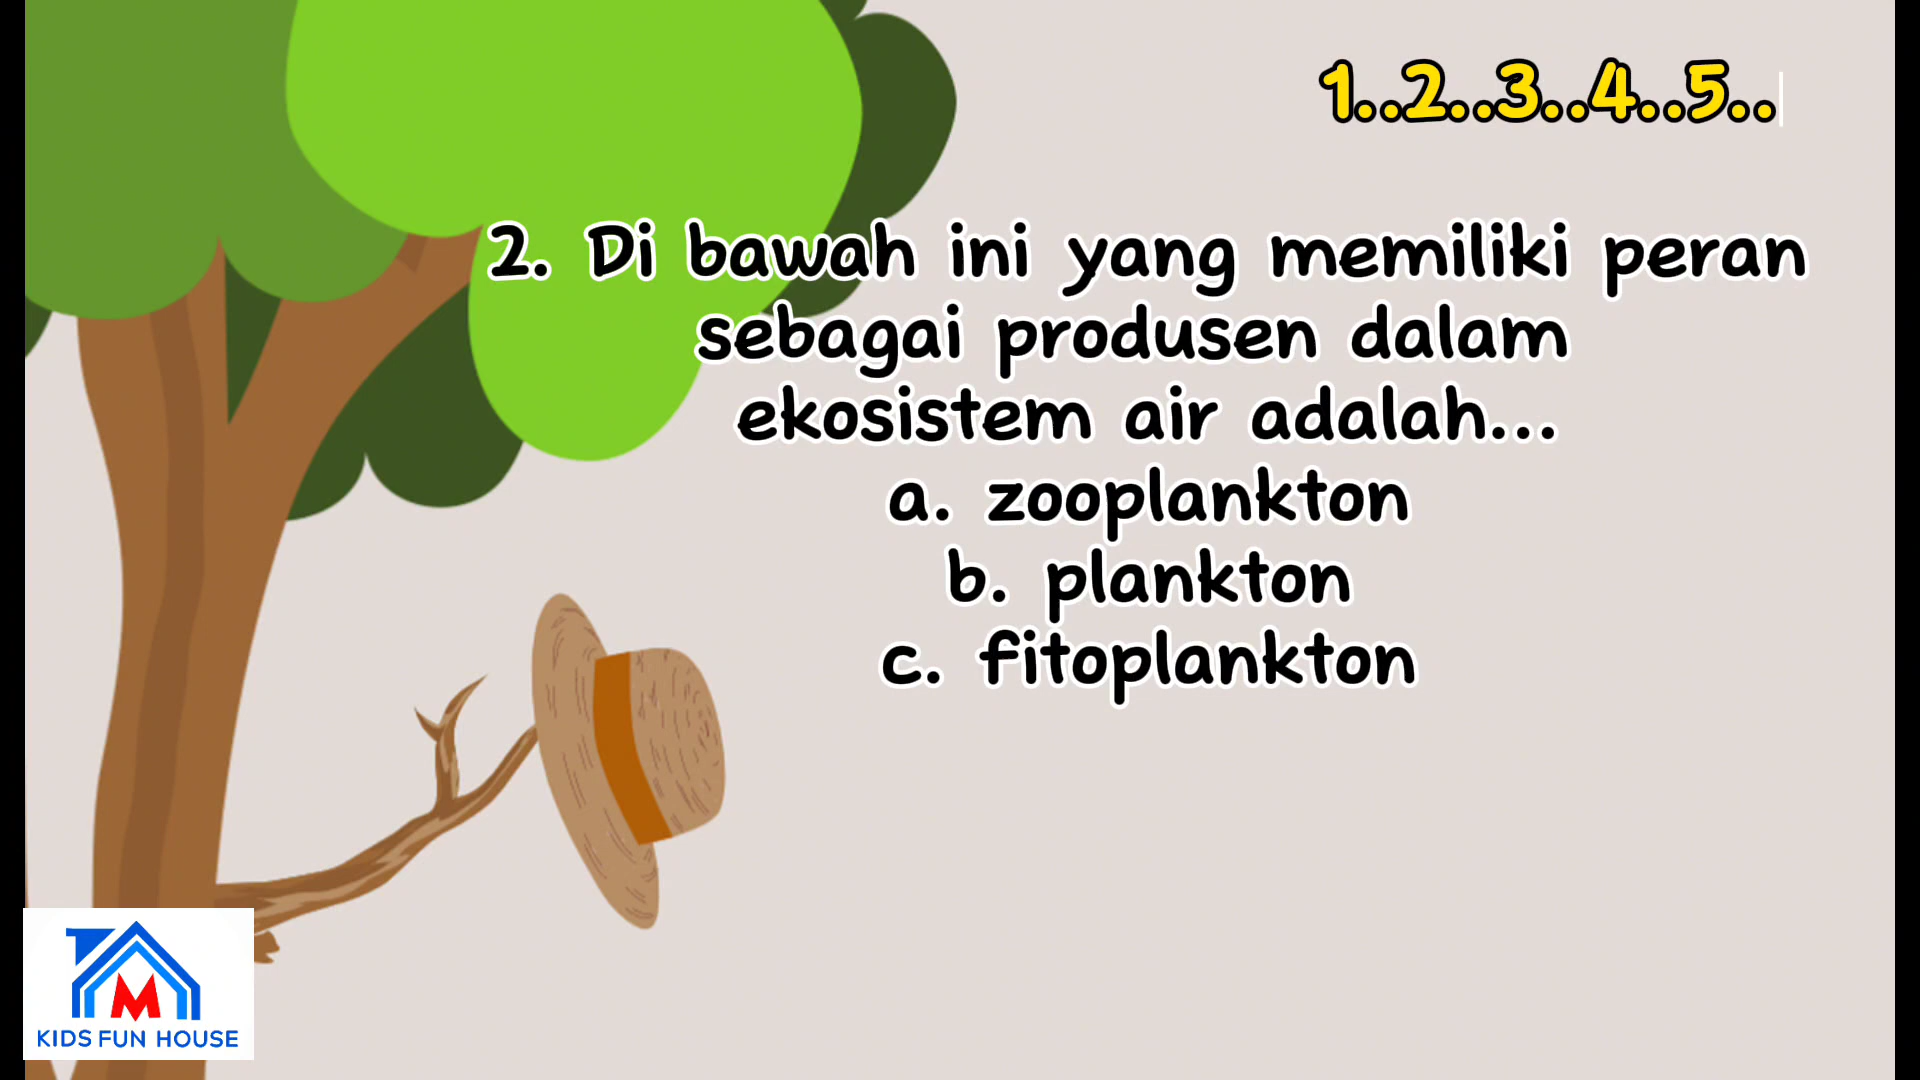 1..2..3..4..5..
2. Di bawah ini yang memiliki peran
sebagai produsen dalam
ekosistem air adalah...
a. zooplankton
b. plankton
c. fitoplankton
M
KIDS FUN HOUSE